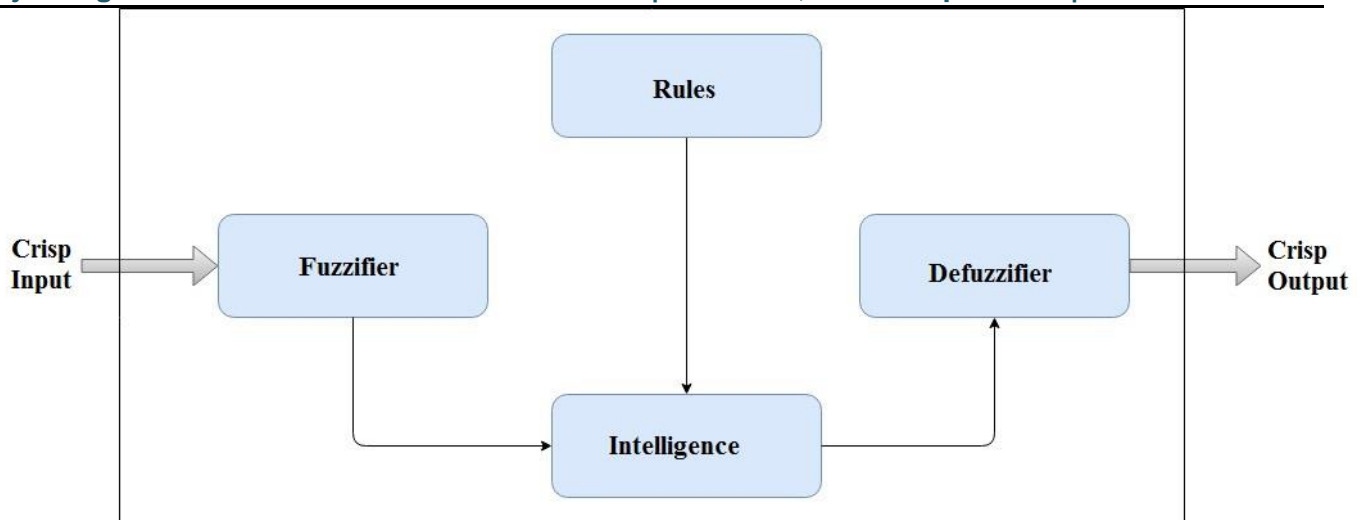 Rules
Crisp
Input
Fuzzifier
Defuzzifier
Crisp
Output
Intelligence